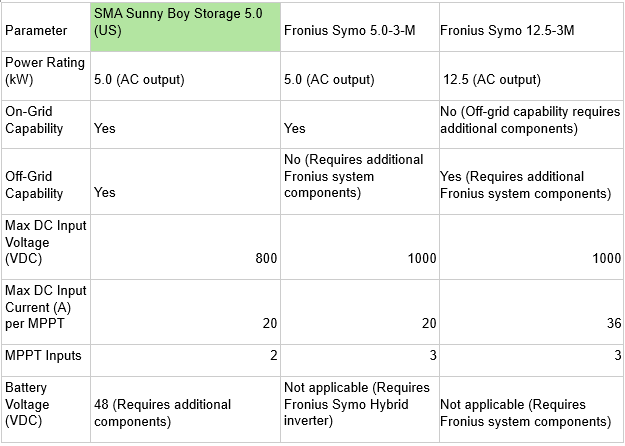 Parameter
SMA Sunny Boy Storage 5.0
(US)
Fronius Symo 5.0-3-M
Fronius Symo 12.5-3M
Power Rating
(kW)
5.0 (AC output)
5.0 (AC output)
12.5 (AC output)
On-Grid
Capability
Yes
Yes
No (Off-grid capability requires
additional components)
Off-Grid
Capability
Yes
No (Requires additional
Fronius system
components)
Yes (Requires additional
Fronius system components)
Max DC Input
Voltage
(VDC)
800
1000
1000
Max DC Input
Current (A)
per MPPT
20
20
36
MPPT Inputs
2
3
3
Battery
Voltage
(VDC)
48 (Requires additional
components)
Not applicable (Requires
Fronius Symo Hybrid
inverter)
Not applicable (Requires
Fronius system components)